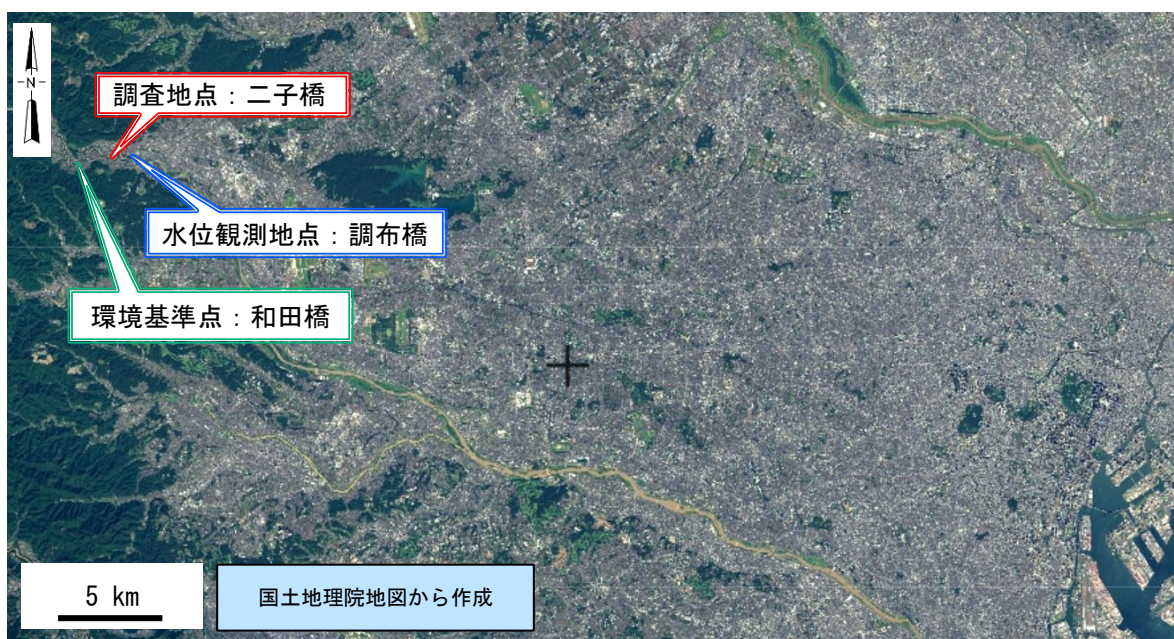 N
調査地点：二子橋
水位観測地点：調布橋
環境基準点：和田橋
5 km
国土地理院地図から作成